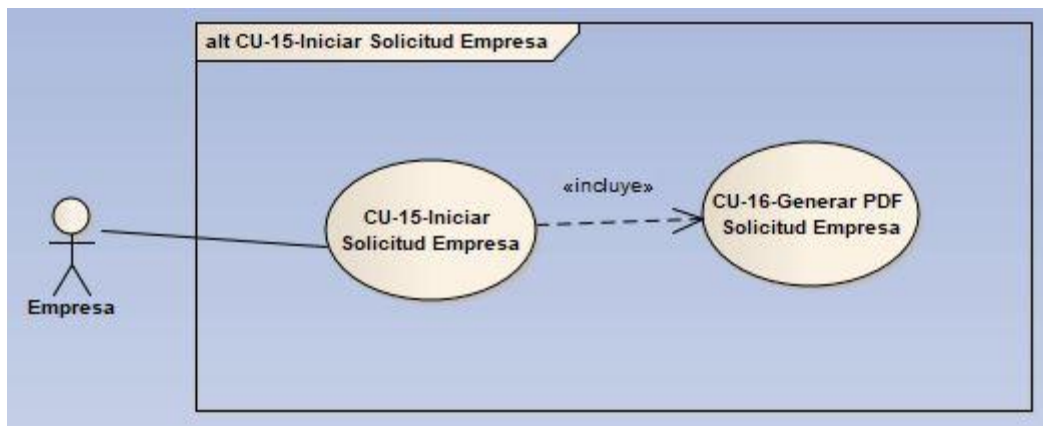 alt CU-15-Iniciar Solicitud Empresa
«incluye»
CU-15-Iniciar
Solicitud Empresa
CU-16-Generar PDF
Solicitud Empresa
Empresa